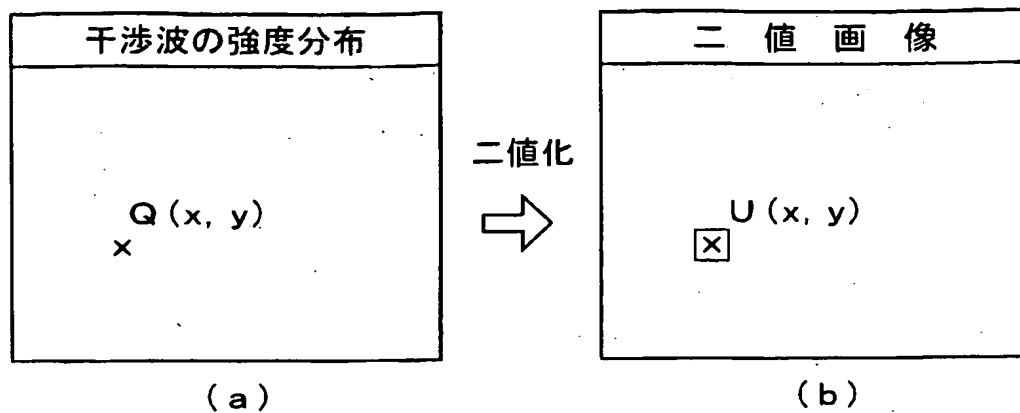 干渉波の強度分布
Q (x, y)
×
(a)
二値化
二値画像
U (x, y)
×
(b)